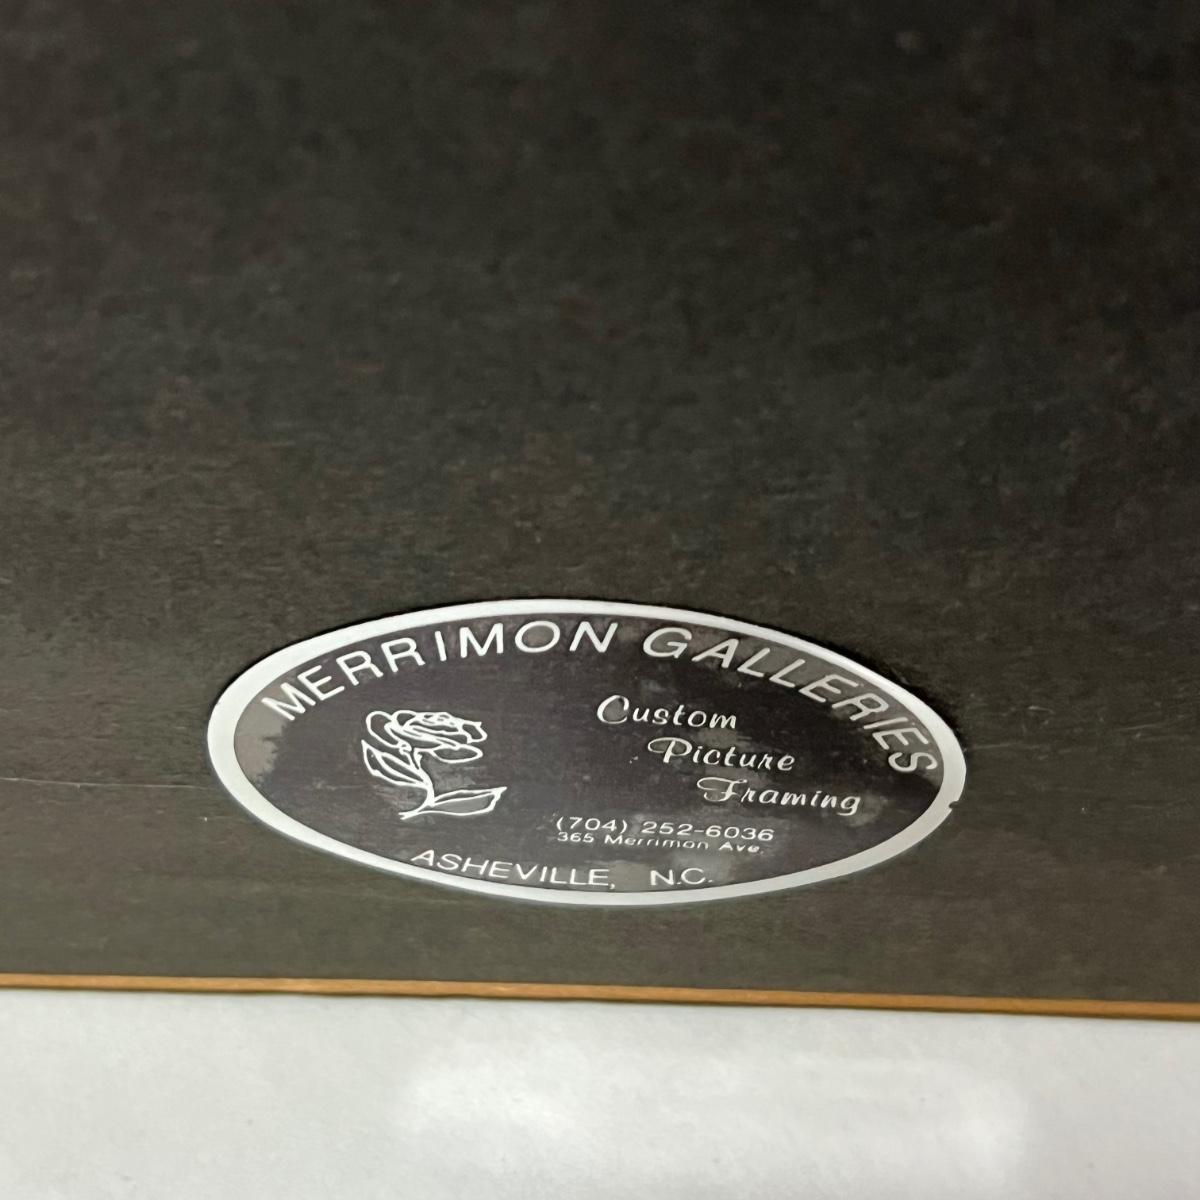 MERRIMON GALLERIES
Custom
Picture
Framing
(704) 252-6036
365 Merrimon Ave.
ASHEVILLE, N.C.